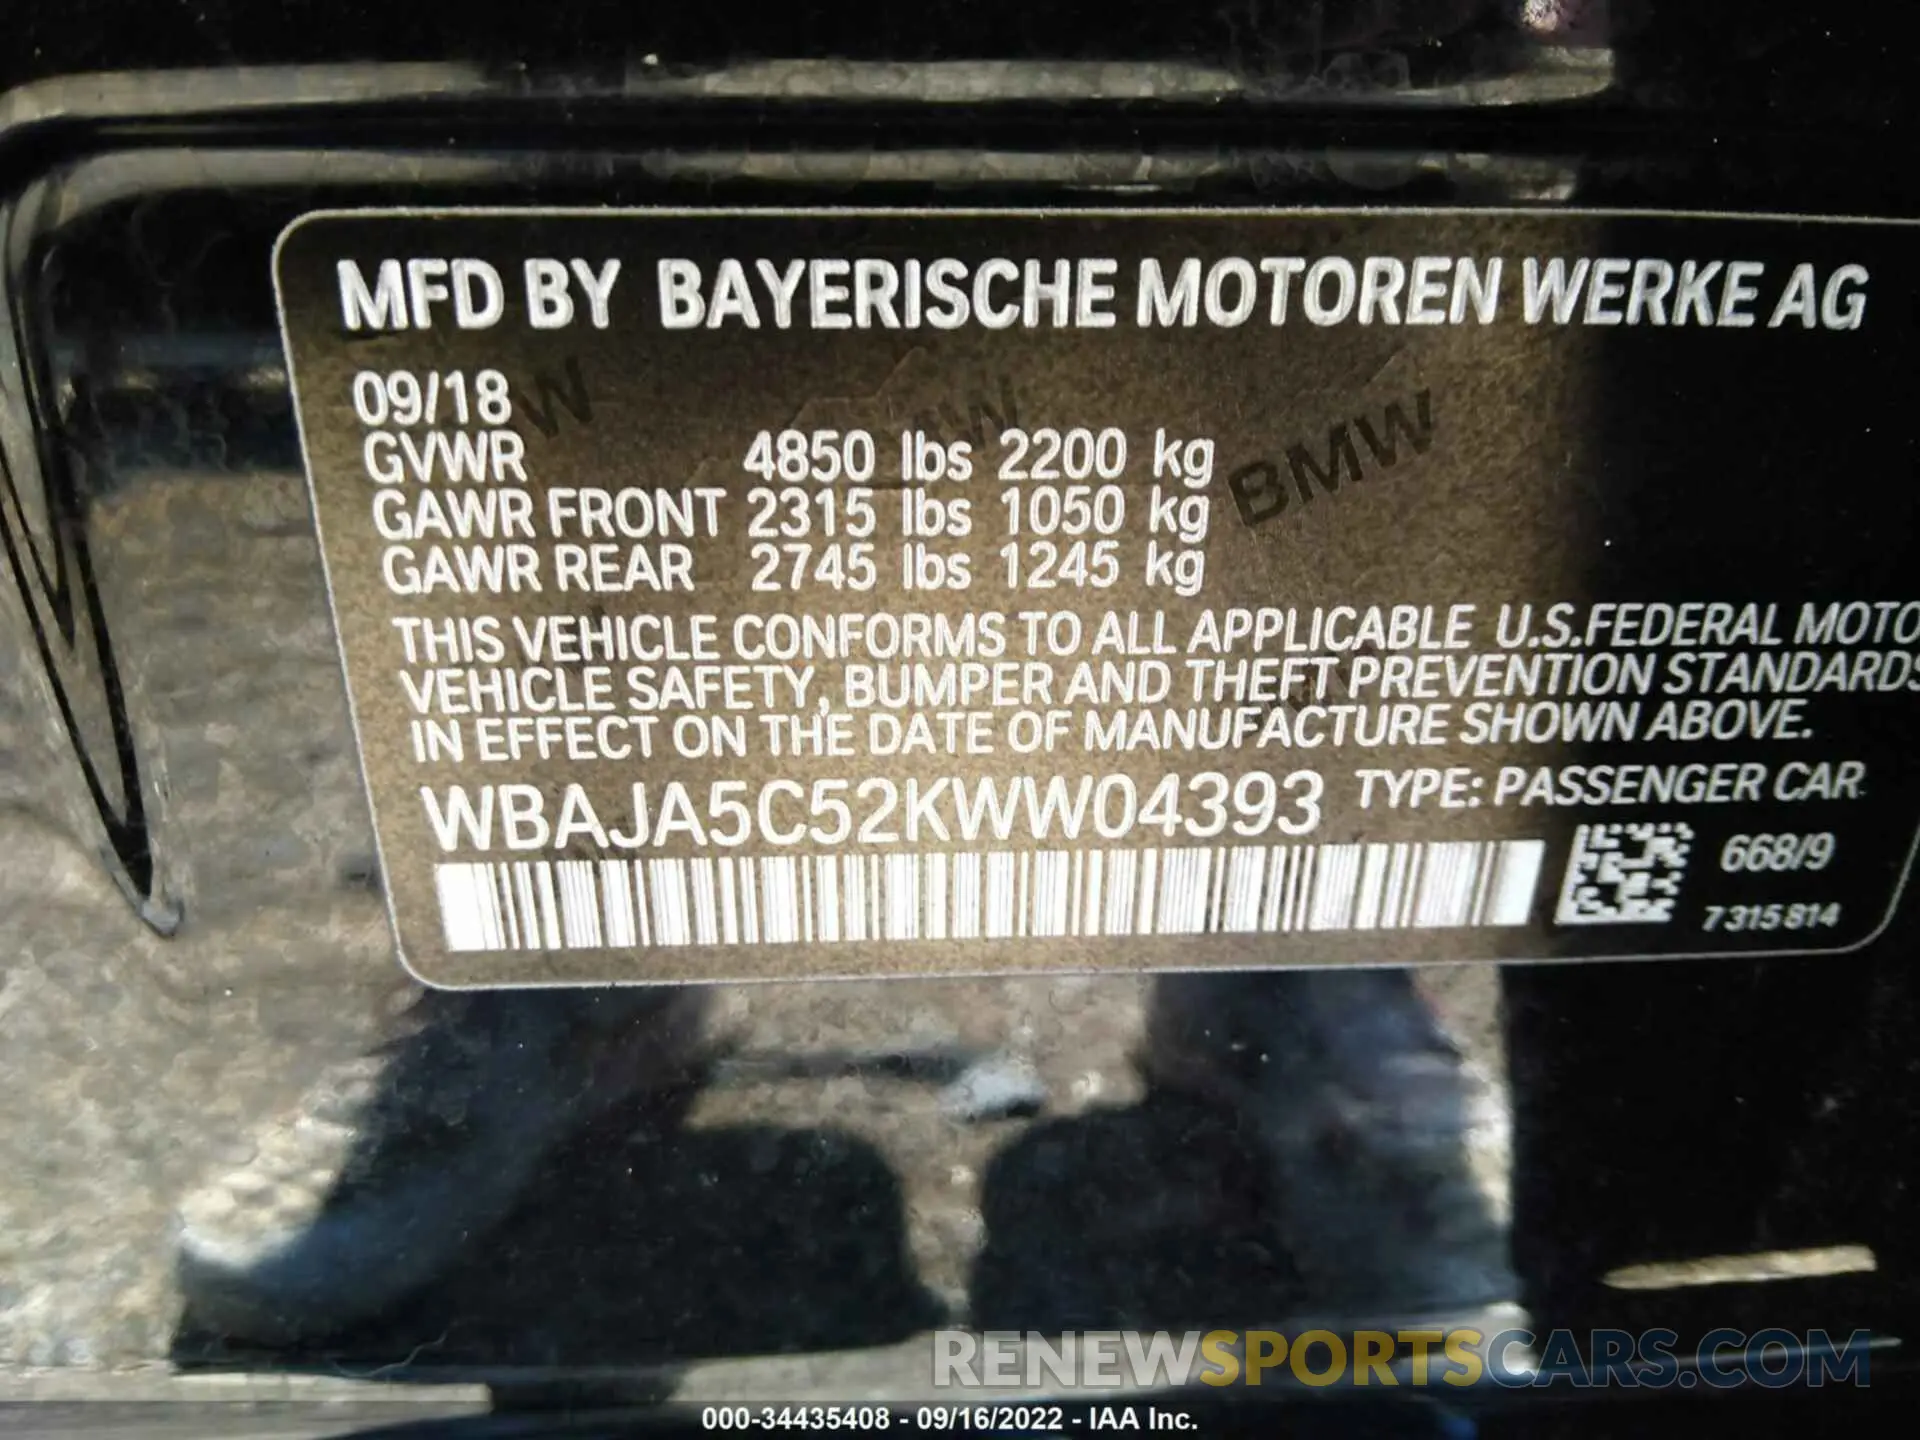 MFD BY BAYERISCHE MOTOREN WERKE AG
09/18
GVWR 4850 lbs 2200 kg
GAWR FRONT 2315 lbs 1050 kg
GAWR REAR 2745 lbs 1245 kg
BMW
THIS VEHICLE CONFORMS TO ALL APPLICABLE U.S.FEDERAL MOTO
VEHICLE SAFETY, BUMPER AND THEFT PREVENTION STANDARDS
IN EFFECT ON THE DATE OF MANUFACTURE SHOWN ABOVE.
WBAJA5C52KWW04393 TYPE: PASSENGER CAR
668/9
7315814
RENEWSPORTSCARS.COM
000-34435408 - 09/16/2022 - IAA Inc.